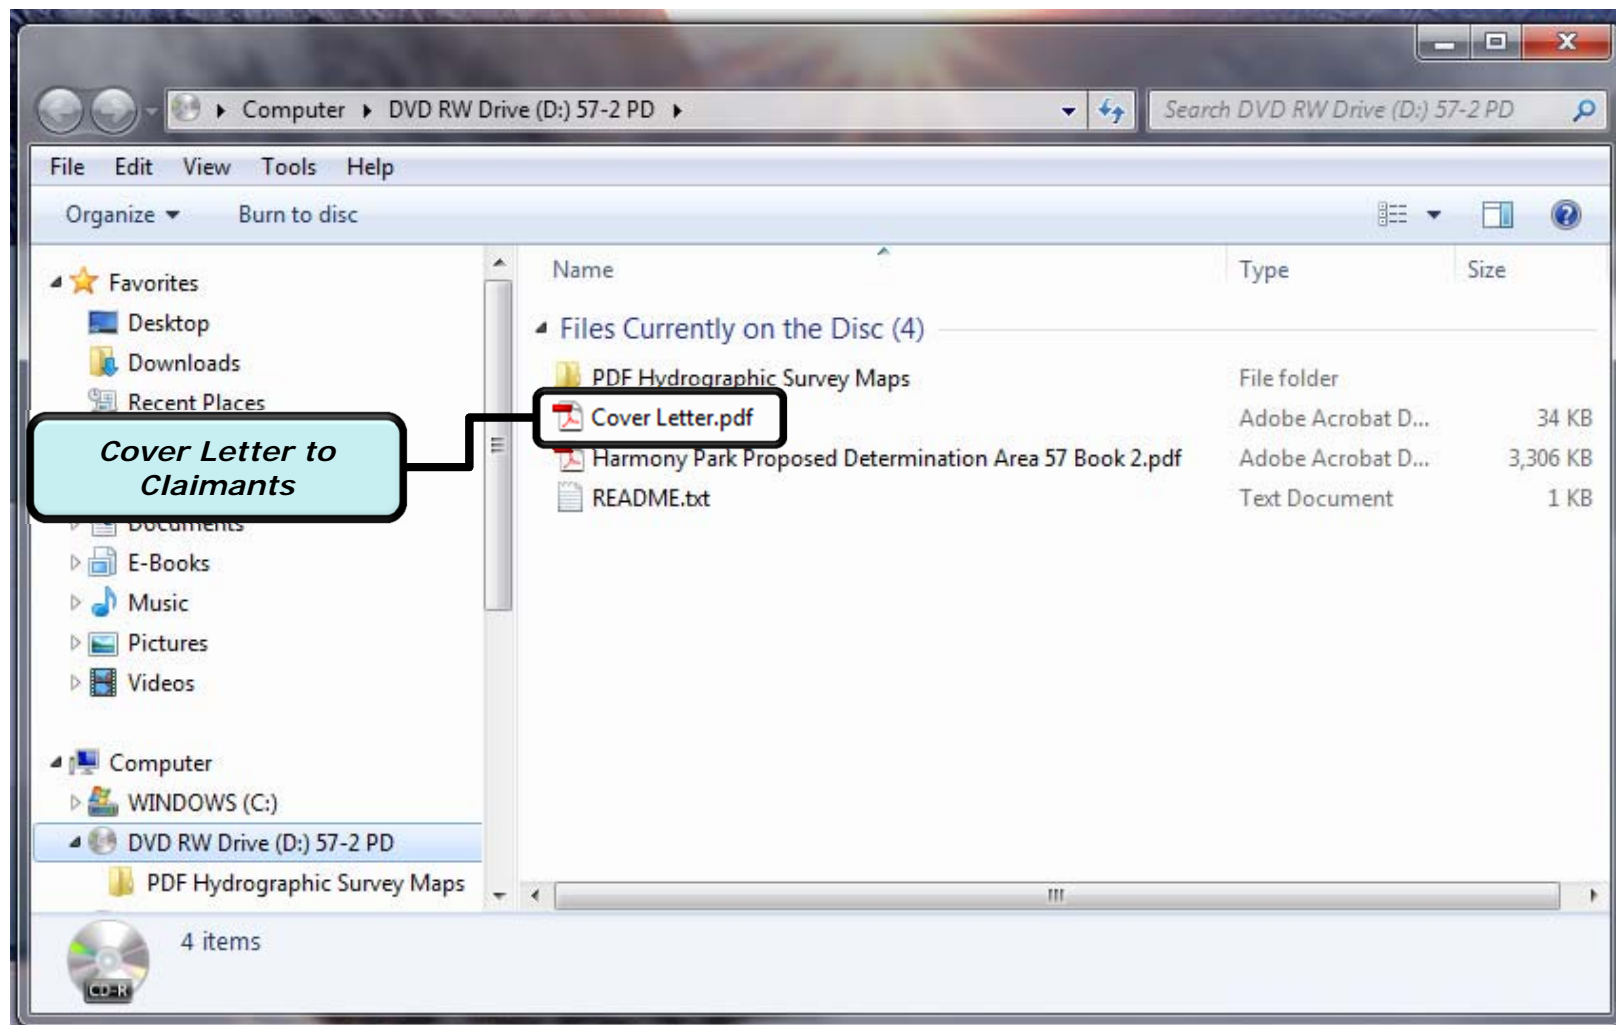 Computer ▸ DVD RW Drive (D:) 57-2 PD ▸
Search DVD RW Drive (D:) 57-2 PD
File Edit View Tools Help
Organize Burn to disc
Favorites
Desktop
Downloads
Recent Places
Cover Letter to
Claimants
Documents
E-Books
Music
Pictures
Videos
Computer
WINDOWS (C:)
DVD RW Drive (D:) 57-2 PD
PDF Hydrographic Survey Maps
Name Type Size
Files Currently on the Disc (4)
PDF Hydrographic Survey Maps File folder
Cover Letter.pdf Adobe Acrobat D... 34 KB
Harmony Park Proposed Determination Area 57 Book 2.pdf Adobe Acrobat D... 3,306 KB
README.txt Text Document 1 KB
4 items
CD-R